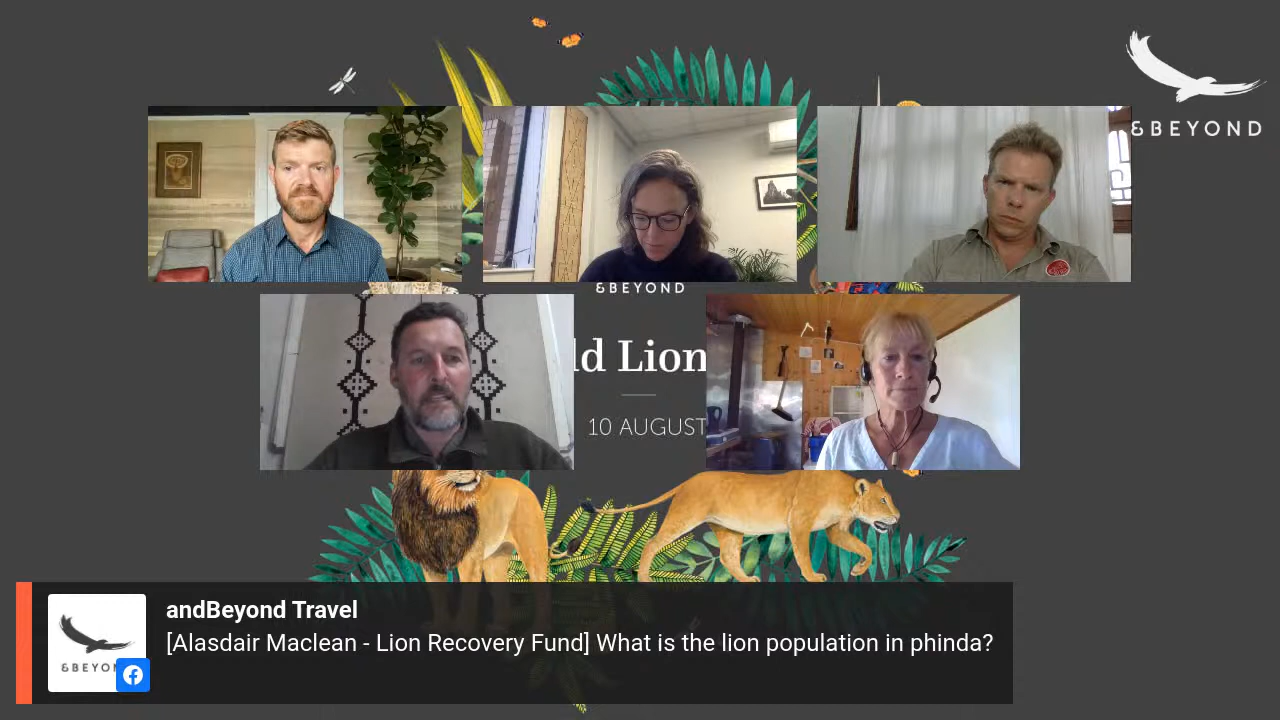 &BEYOND
&BEYOND
ld Lion
10 AUGUST
andBeyond Travel
[Alasdair Maclean - Lion Recovery Fund] What is the lion population in phinda?
&BEYON